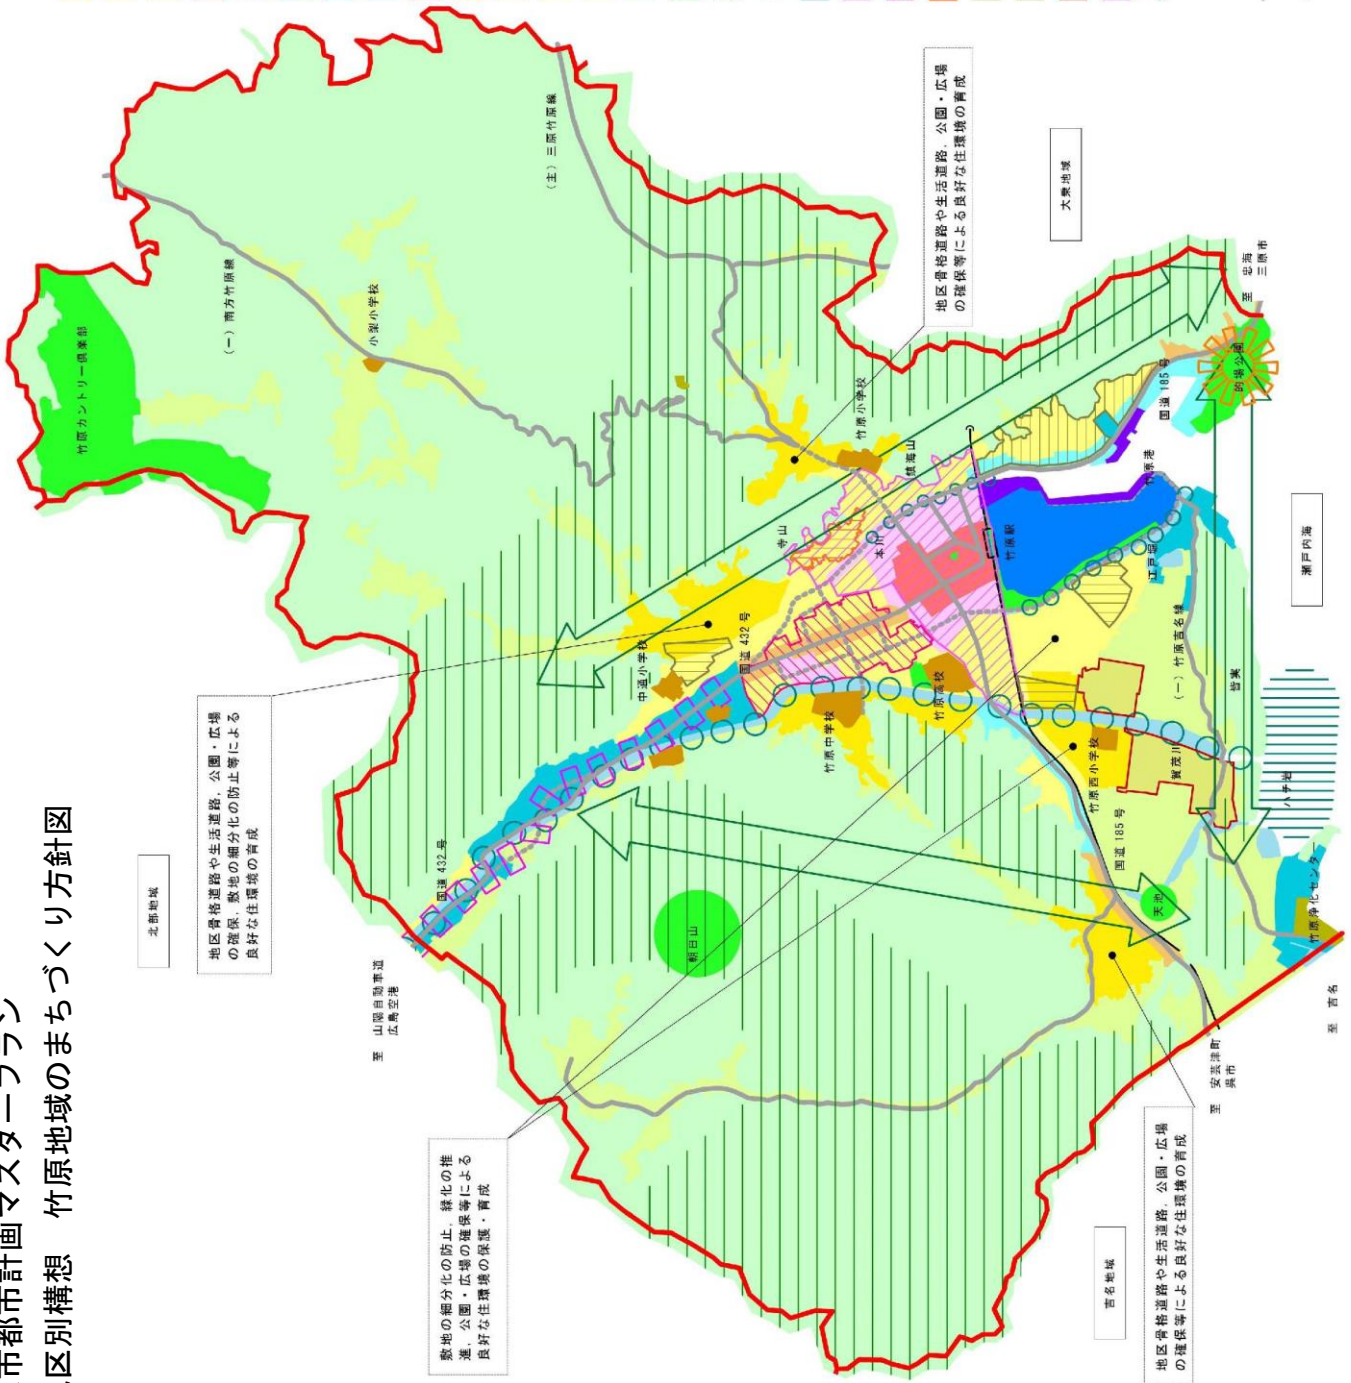 市都市計画マスタープラン
区別構想　竹原地域のまちづくり方針図
北部地域
地区骨格道路や生活道路，公園・広場
の確保，敷地の細分化の防止等による
良好な住環境の育成
至　山陽自動車道
広島空港
敷地の細分化の防止，緑化の推
進，公園・広場の確保等による
良好な住環境の保護・育成
吉名地域
地区骨格道路や生活道路，公園・広場
の確保等による良好な住環境の育成
至　安芸津町
呉市
至　吉名
竹原カントリー倶楽部
（一）南方竹原線
小梨小学校
（主）三原竹原線
地区骨格道路や生活道路，公園・広場
の確保等による良好な住環境の育成
大乗地域
至　忠海
三原市
的場公園
国道 185 号
竹原港
瀬戸内海
竹原小学校
鎮海山
寺山
本川
竹原駅
江戸堀
中通小学校
国道 432 号
国道 432 号
竹原中学校
竹原高校
竹原西小学校
賀茂川
（一）竹原吉名線
皆実
ハチ岩
国道 185 号
天池
朝日山
竹原浄化センター